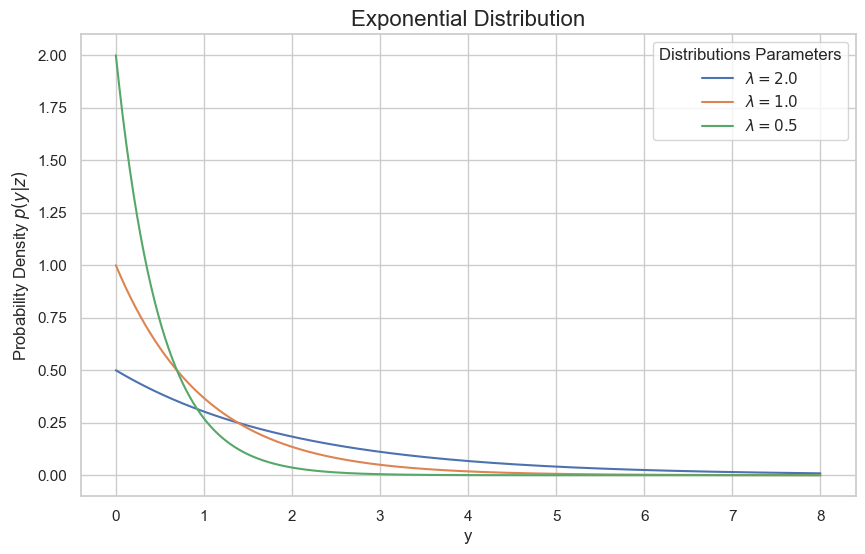 Exponential Distribution
Distributions Parameters
λ = 2.0
λ = 1.0
λ = 0.5
Probability Density p(y|z)
2.00
1.75
1.50
1.25
1.00
0.75
0.50
0.25
0.00
0 1 2 3 4 5 6 7 8
y